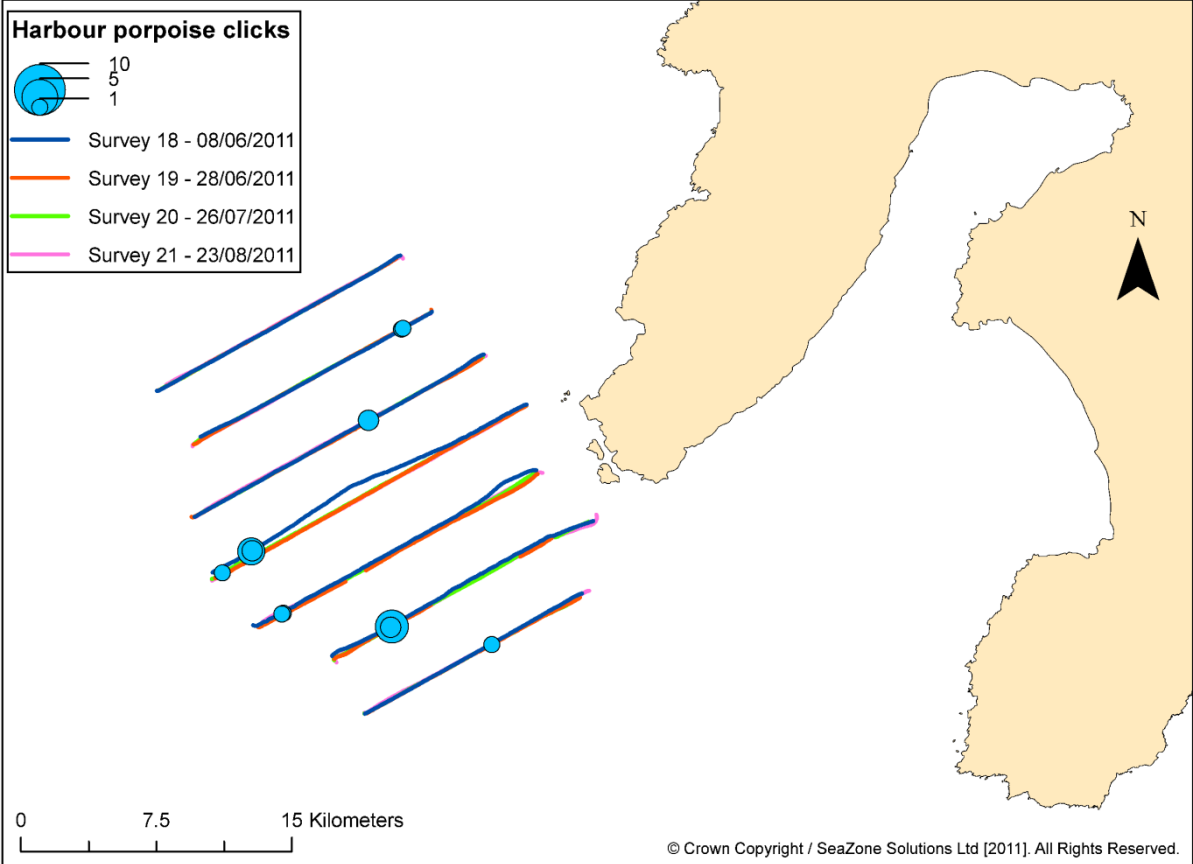 Harbour porpoise clicks
10
5
1
Survey 18 - 08/06/2011
Survey 19 - 28/06/2011
Survey 20 - 26/07/2011
Survey 21 - 23/08/2011
N
0 7.5 15 Kilometers
© Crown Copyright / SeaZone Solutions Ltd [2011]. All Rights Reserved.